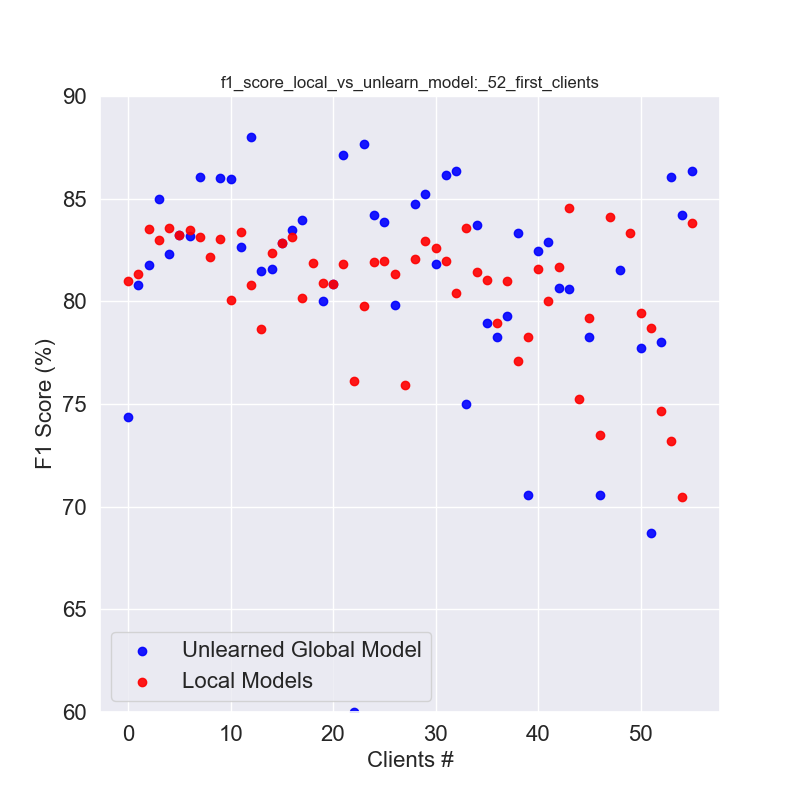 f1_score_local_vs_unlearn_model:_52_first_clients
90
85
80
75
70
65
60
F1 Score (%)
Unlearned Global Model
Local Models
0 10 20 30 40 50
Clients #